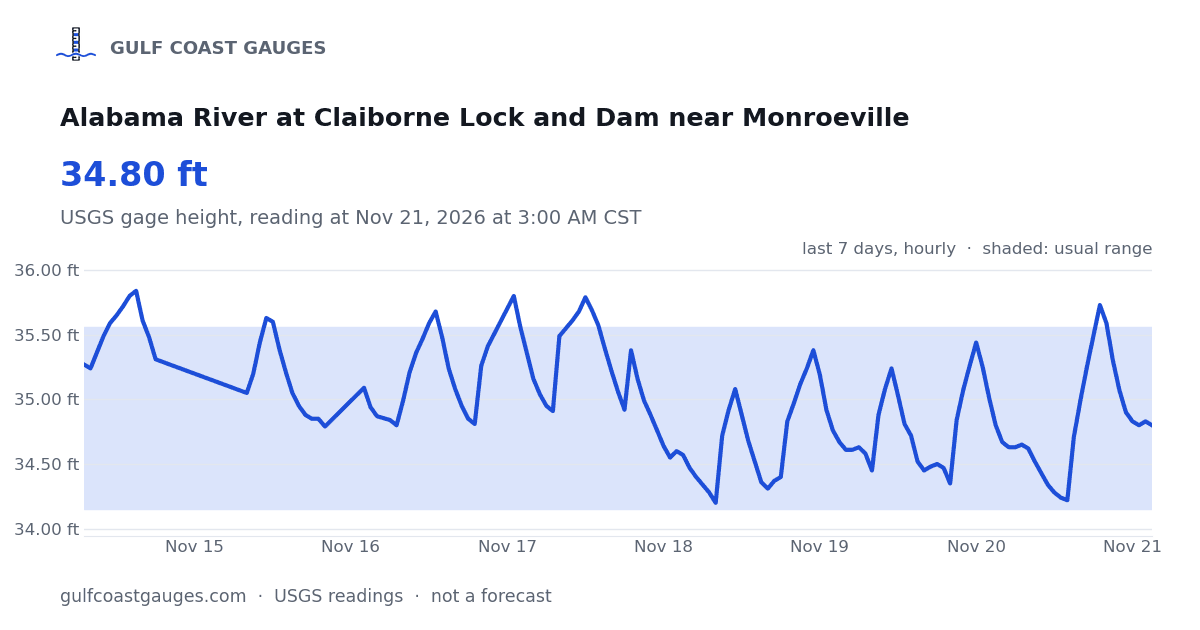 GULF COAST GAUGES
Alabama River at Claiborne Lock and Dam near Monroeville
34.80 ft
USGS gage height, reading at Nov 21, 2026 at 3:00 AM CST
last 7 days, hourly · shaded: usual range
36.00 ft
35.50 ft
35.00 ft
34.50 ft
34.00 ft
Nov 15 Nov 16 Nov 17 Nov 18 Nov 19 Nov 20 Nov 21
gulfcoastgauges.com · USGS readings · not a forecast